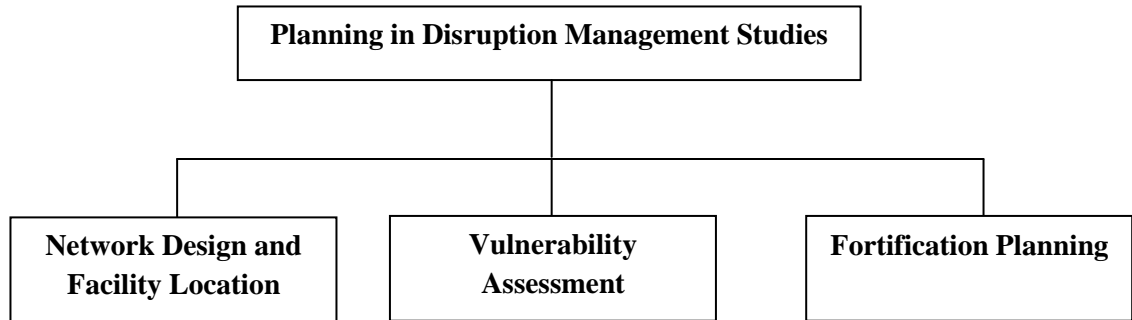 Planning in Disruption Management Studies
Network Design and
Facility Location
Vulnerability
Assessment
Fortification Planning